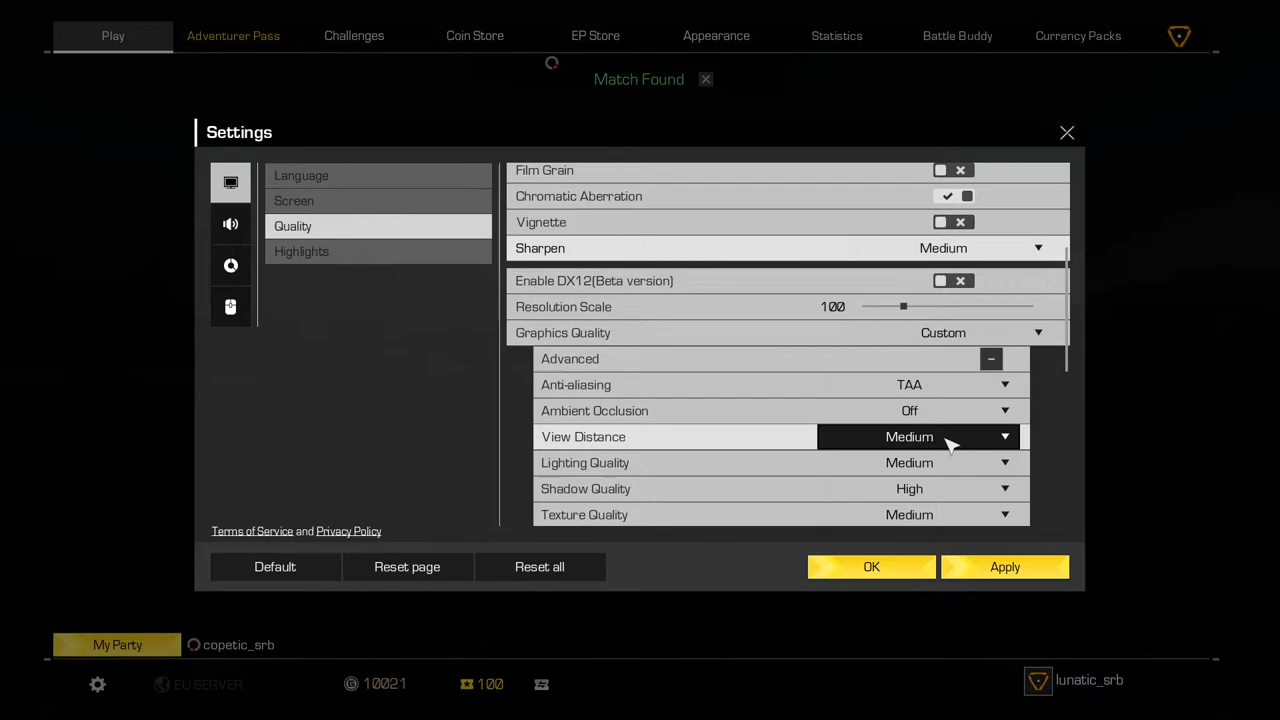 Play
Adventurer Pass
Challenges
Coin Store
EP Store
Appearance
Statistics
Battle Buddy
Currency Packs
Match Found
Settings
Language
Screen
Quality
Highlights
Film Grain
Chromatic Aberration
Vignette
Sharpen Medium
Enable DX12(Beta version)
Resolution Scale 100
Graphics Quality Custom
Advanced
Anti-aliasing TAA
Ambient Occlusion Off
View Distance Medium
Lighting Quality Medium
Shadow Quality High
Texture Quality Medium
Terms of Service and Privacy Policy
Default
Reset page
Reset all
OK
Apply
My Party
copetic_srb
EU SERVER
10021
100
lunatic_srb